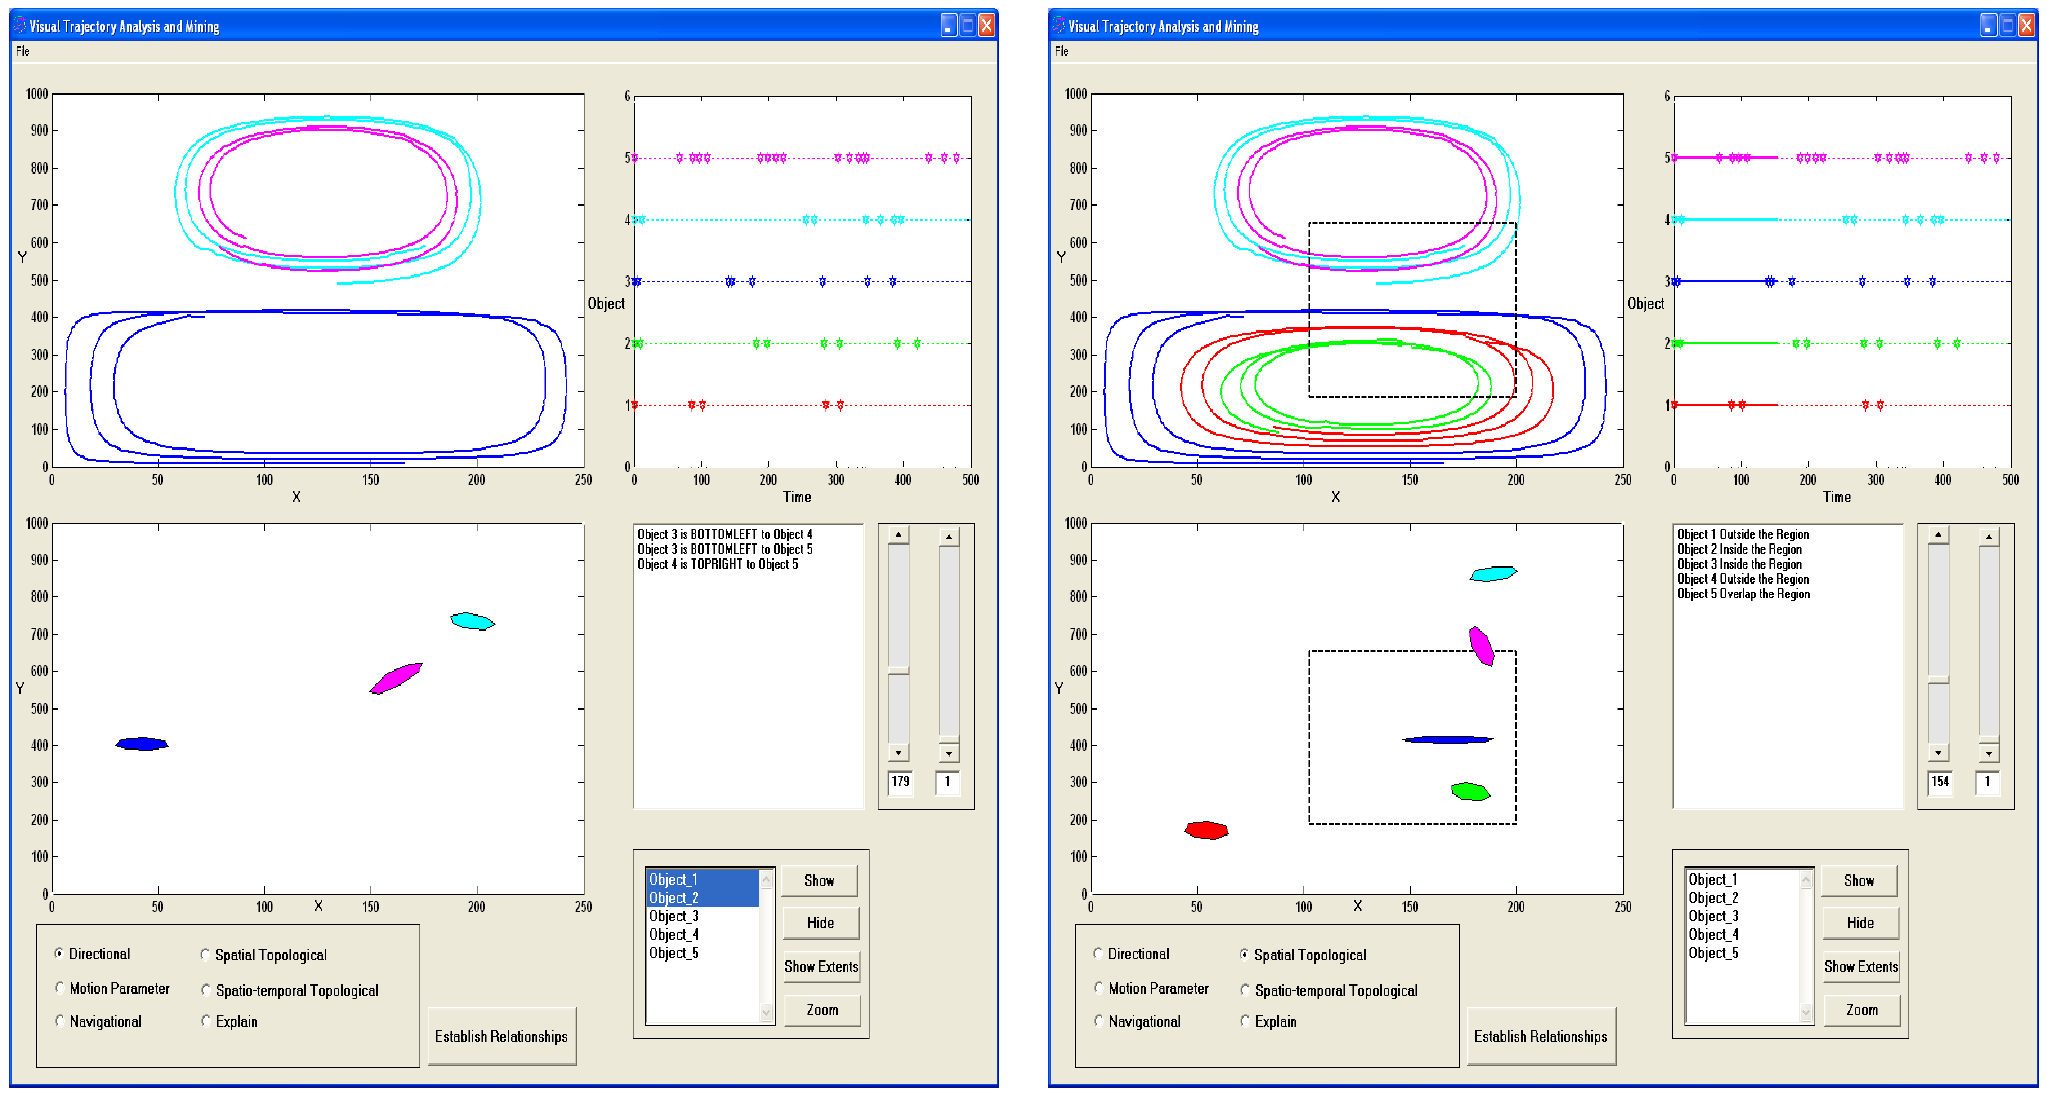 Visual Trajectory Analysis and Mining
File
1000
900
800
700
600
500
400
300
200
100
0
Y
0 50 100 150 200 250
X
6
5
4
3
2
1
0
Object
0 100 200 300 400 500
Time
1000
900
800
700
600
500
400
300
200
100
0
Y
0 50 100 150 200 250
X
Object 3 is BOTTOMLEFT to Object 4
Object 3 is BOTTOMLEFT to Object 5
Object 4 is TOPRIGHT to Object 5
179 1
Object_1
Object_2
Object_3
Object_4
Object_5
Show
Hide
Show Extents
Zoom
Directional Spatial Topological
Motion Parameter Spatio-temporal Topological
Navigational Explain
Establish Relationships
Visual Trajectory Analysis and Mining
File
1000
900
800
700
600
500
400
300
200
100
0
Y
0 50 100 150 200 250
X
6
5
4
3
2
1
0
Object
0 100 200 300 400 500
Time
1000
900
800
700
600
500
400
300
200
100
0
Y
0 50 100 150 200 250
X
Object 1 Outside the Region
Object 2 Inside the Region
Object 3 Inside the Region
Object 4 Outside the Region
Object 5 Overlap the Region
154 1
Object_1
Object_2
Object_3
Object_4
Object_5
Show
Hide
Show Extents
Zoom
Directional Spatial Topological
Motion Parameter Spatio-temporal Topological
Navigational Explain
Establish Relationships